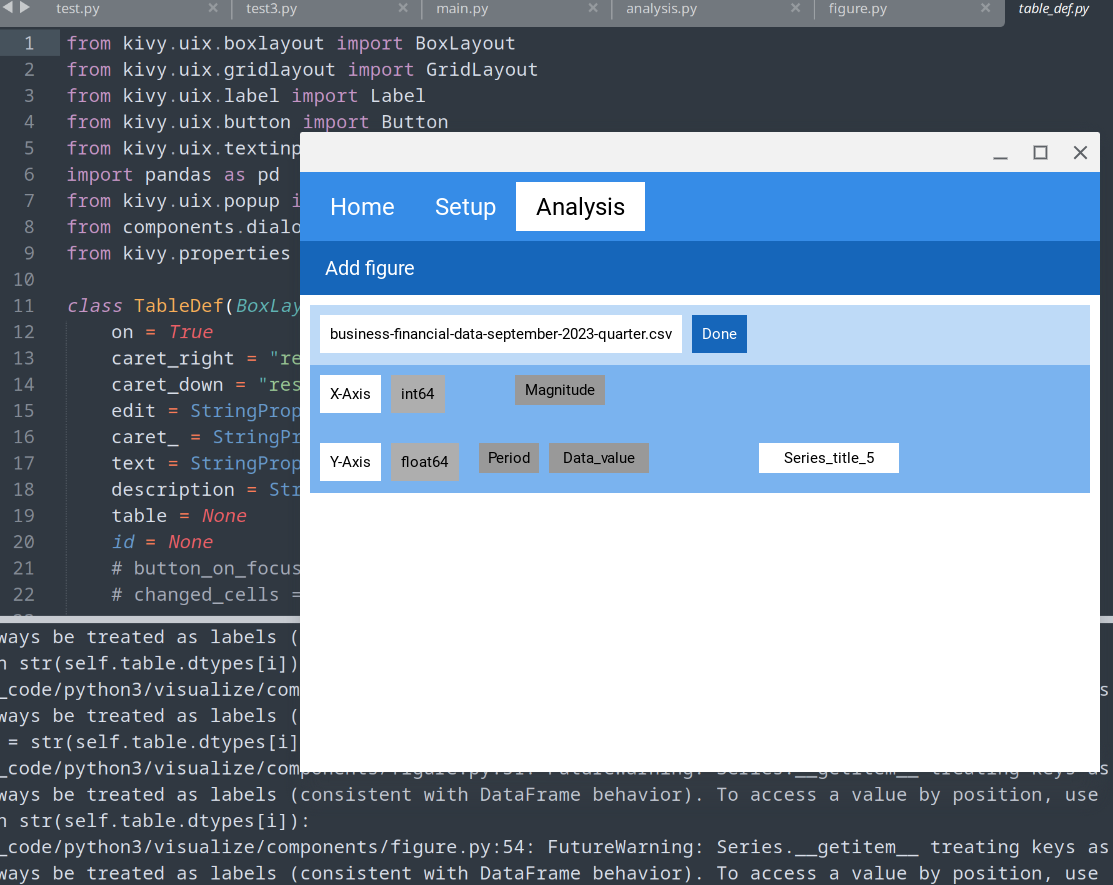 test.py × test3.py × main.py × analysis.py × figure.py × table_def.py
1 from kivy.uix.boxlayout import BoxLayout
2 from kivy.uix.gridlayout import GridLayout
3 from kivy.uix.label import Label
4 from kivy.uix.button import Button
5 from kivy.uix.textinp
6 import pandas as pd
7 from kivy.uix.popup i
8 from components.dialo
9 from kivy.properties
10
11 class TableDef(BoxLay
12 on = True
13 caret_right = "re
14 caret_down = "res
15 edit = StringProp
16 caret_ = StringPr
17 text = StringProp
18 description = Str
19 table = None
20 id = None
21 # button_on_focus
22 # changed_cells =
Home Setup Analysis
Add figure
business-financial-data-september-2023-quarter.csv Done
X-Axis int64 Magnitude
Y-Axis float64 Period Data_value Series_title_5
ways be treated as labels (
n str(self.table.dtypes[i])
_code/python3/visualize/com s
ways be treated as labels (
= str(self.table.dtypes[i]
_code/python3/visualize/components/figure.py:51: FutureWarning: Series.__getitem__ treating keys as
ways be treated as labels (consistent with DataFrame behavior). To access a value by position, use
n str(self.table.dtypes[i]):
_code/python3/visualize/components/figure.py:54: FutureWarning: Series.__getitem__ treating keys as
ways be treated as labels (consistent with DataFrame behavior). To access a value by position, use